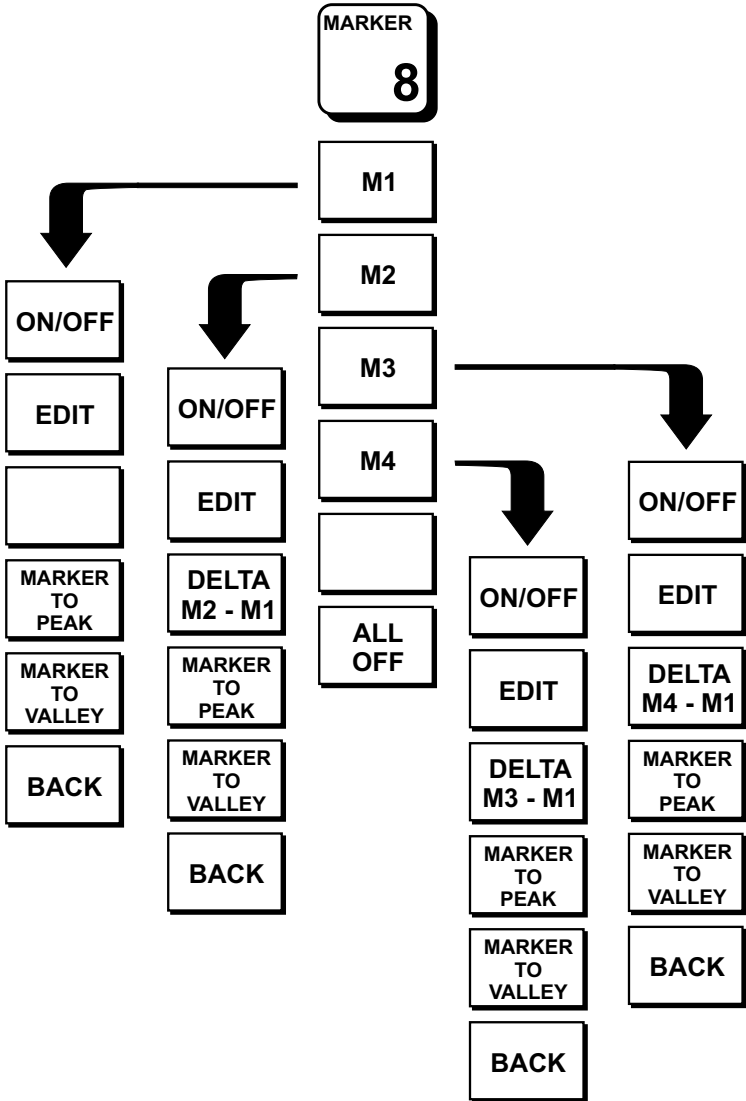 MARKER
8
M1
M2
M3
M4
ALL
OFF
ON/OFF
EDIT
MARKER
TO
PEAK
MARKER
TO
VALLEY
BACK
ON/OFF
EDIT
DELTA
M2 - M1
MARKER
TO
PEAK
MARKER
TO
VALLEY
BACK
ON/OFF
EDIT
DELTA
M3 - M1
MARKER
TO
PEAK
MARKER
TO
VALLEY
BACK
ON/OFF
EDIT
DELTA
M4 - M1
MARKER
TO
PEAK
MARKER
TO
VALLEY
BACK